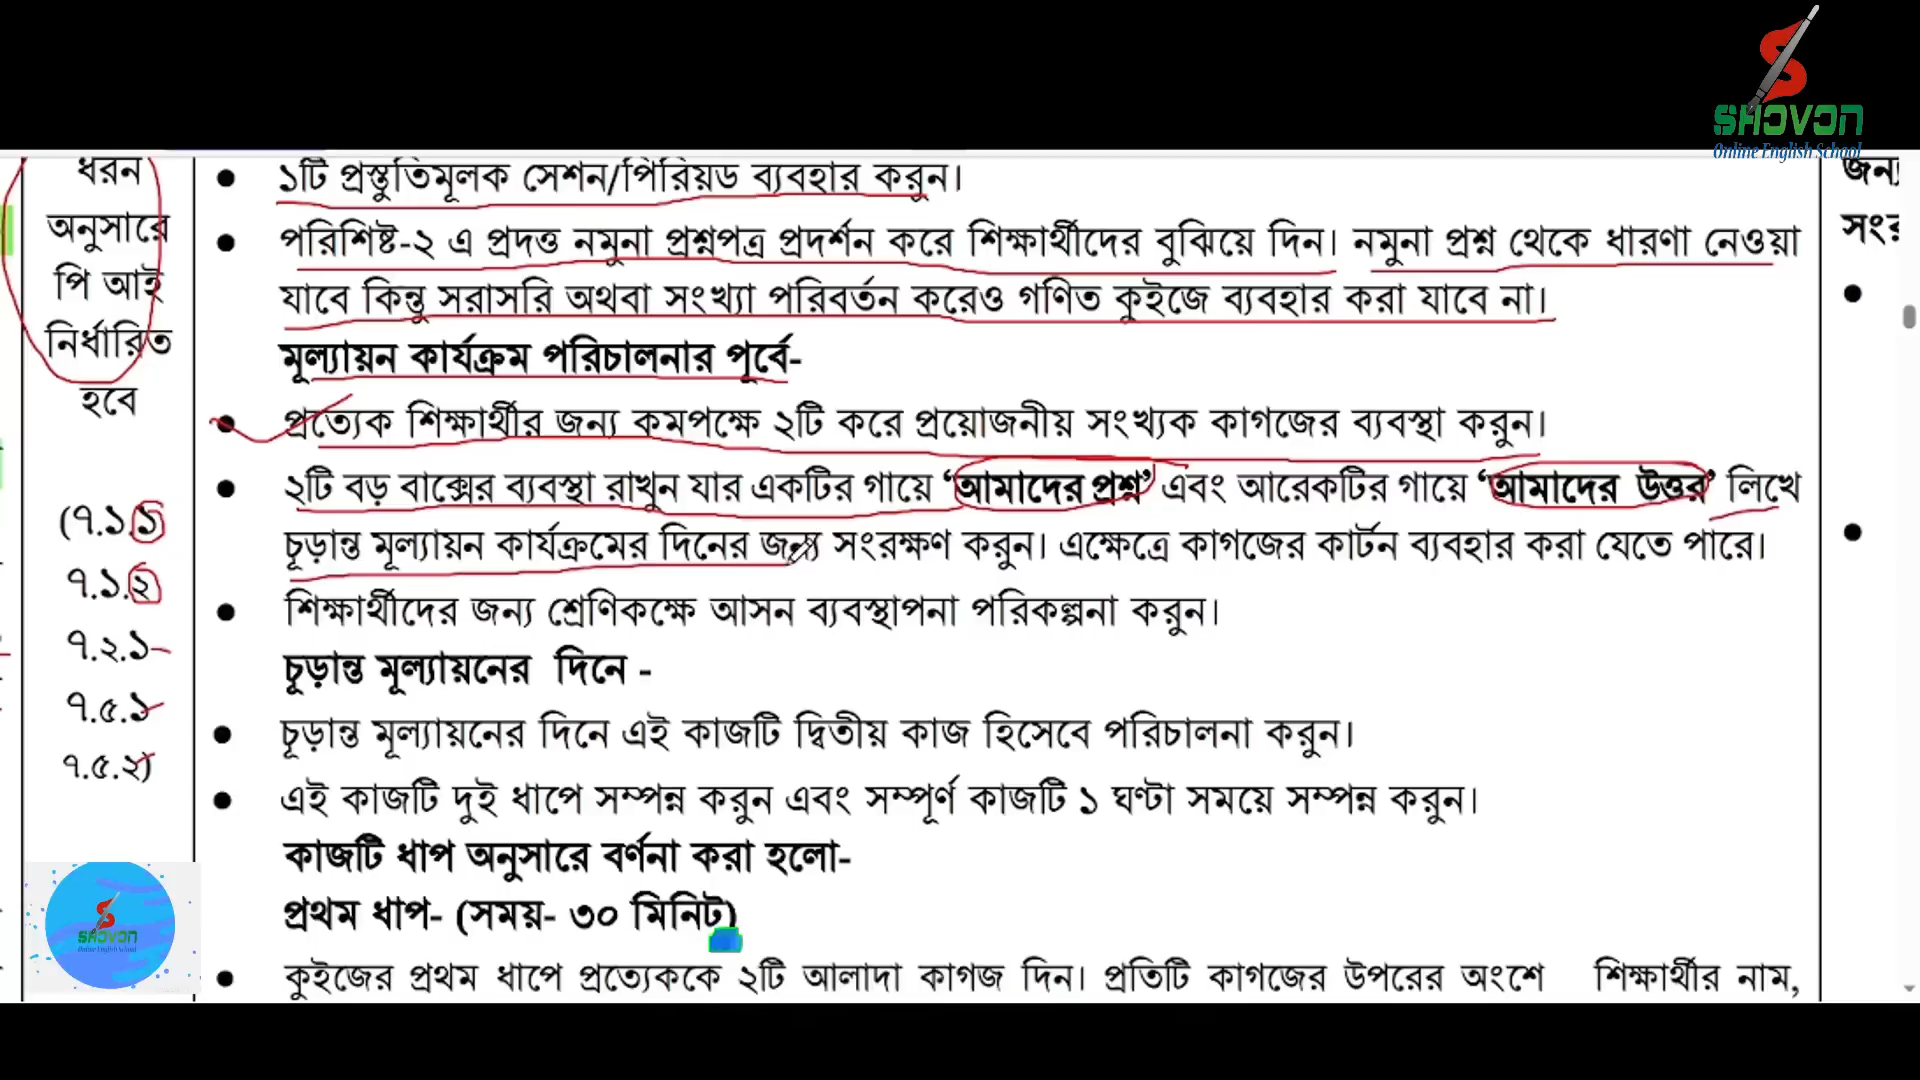 SHOVON
Online English School
ধরন
অনুসারে
পি আই
নির্ধারিত
হবে
(৭.১.১
৭.১.২
৭.২.১
৭.৫.১
৭.৫.২)
● ১টি প্রস্তুতিমূলক সেশন/পিরিয়ড ব্যবহার করুন।
● পরিশিষ্ট-২ এ প্রদত্ত নমুনা প্রশ্নপত্র প্রদর্শন করে শিক্ষার্থীদের বুঝিয়ে দিন। নমুনা প্রশ্ন থেকে ধারণা নেওয়া
যাবে কিন্তু সরাসরি অথবা সংখ্যা পরিবর্তন করেও গণিত কুইজে ব্যবহার করা যাবে না।
মূল্যায়ন কার্যক্রম পরিচালনার পূর্বে-
● প্রত্যেক শিক্ষার্থীর জন্য কমপক্ষে ২টি করে প্রয়োজনীয় সংখ্যক কাগজের ব্যবস্থা করুন।
● ২টি বড় বাক্সের ব্যবস্থা রাখুন যার একটির গায়ে ‘আমাদের প্রশ্ন’ এবং আরেকটির গায়ে ‘আমাদের উত্তর’ লিখে
চূড়ান্ত মূল্যায়ন কার্যক্রমের দিনের জন্য সংরক্ষণ করুন। এক্ষেত্রে কাগজের কার্টন ব্যবহার করা যেতে পারে।
● শিক্ষার্থীদের জন্য শ্রেণিকক্ষে আসন ব্যবস্থাপনা পরিকল্পনা করুন।
চূড়ান্ত মূল্যায়নের দিনে -
● চূড়ান্ত মূল্যায়নের দিনে এই কাজটি দ্বিতীয় কাজ হিসেবে পরিচালনা করুন।
● এই কাজটি দুই ধাপে সম্পন্ন করুন এবং সম্পূর্ণ কাজটি ১ ঘণ্টা সময়ে সম্পন্ন করুন।
কাজটি ধাপ অনুসারে বর্ণনা করা হলো-
প্রথম ধাপ- (সময়- ৩০ মিনিট)
● কুইজের প্রথম ধাপে প্রত্যেককে ২টি আলাদা কাগজ দিন। প্রতিটি কাগজের উপরের অংশে শিক্ষার্থীর নাম,
SHOVON
Online English School